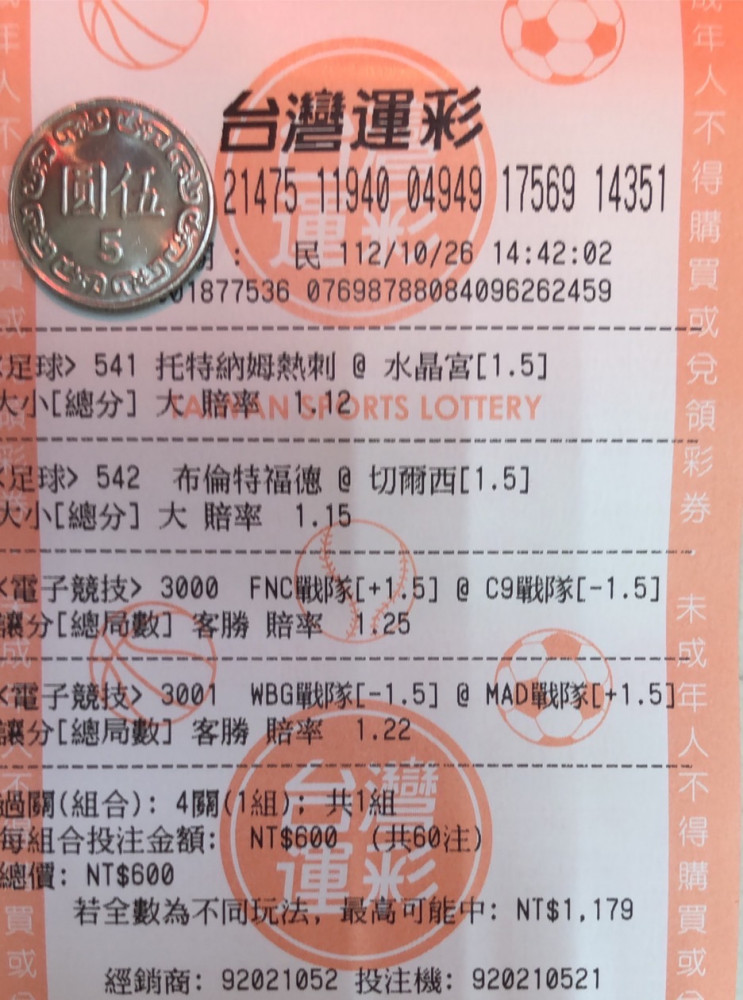 台灣運彩
圓伍
5
21475 11940 04949 17569 14351
: 民 112/10/26 14:42:02
01877536 07698788084096262459
<足球> 541 托特納姆熱刺 @ 水晶宮[1.5]
大小[總分] 大 賠率 1.12
TAIWAN SPORTS LOTTERY
<足球> 542 布倫特福德 @ 切爾西[1.5]
大小[總分] 大 賠率 1.15
<電子競技> 3000 FNC戰隊[+1.5] @ C9戰隊[-1.5]
讓分[總局數] 客勝 賠率 1.25
<電子競技> 3001 WBG戰隊[-1.5] @ MAD戰隊[+1.5]
讓分[總局數] 客勝 賠率 1.22
過關(組合): 4關(1組); 共1組
每組合投注金額: NT$600 (共60注)
總價: NT$600
台灣運彩
若全數為不同玩法, 最高可能中: NT$1,179
經銷商: 92021052 投注機: 920210521
成年人不得購買或兌領彩券. 未成年人不得購買或